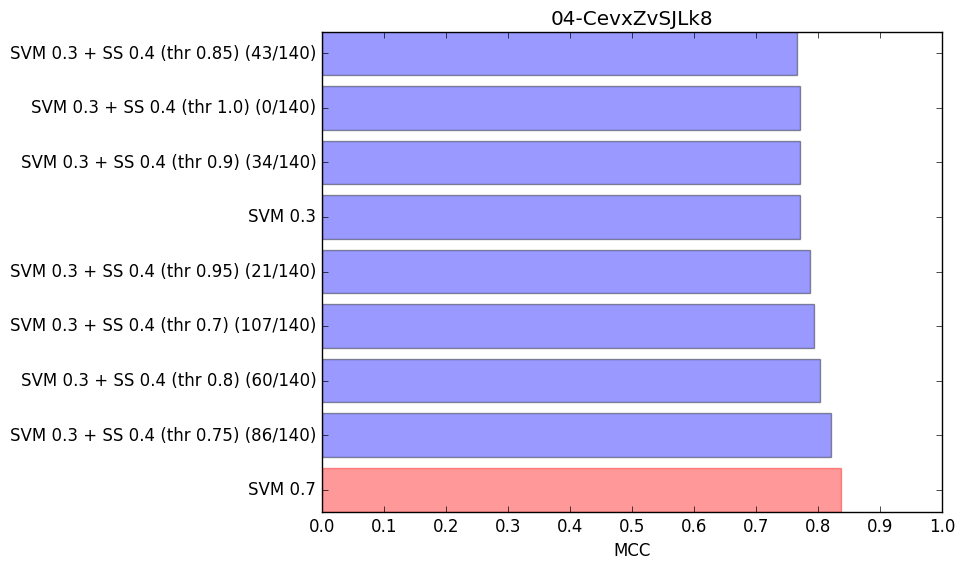 04-CevxZvSJLk8
SVM 0.3 + SS 0.4 (thr 0.85) (43/140)
SVM 0.3 + SS 0.4 (thr 1.0) (0/140)
SVM 0.3 + SS 0.4 (thr 0.9) (34/140)
SVM 0.3
SVM 0.3 + SS 0.4 (thr 0.95) (21/140)
SVM 0.3 + SS 0.4 (thr 0.7) (107/140)
SVM 0.3 + SS 0.4 (thr 0.8) (60/140)
SVM 0.3 + SS 0.4 (thr 0.75) (86/140)
SVM 0.7
0.0 0.1 0.2 0.3 0.4 0.5 0.6 0.7 0.8 0.9 1.0
MCC